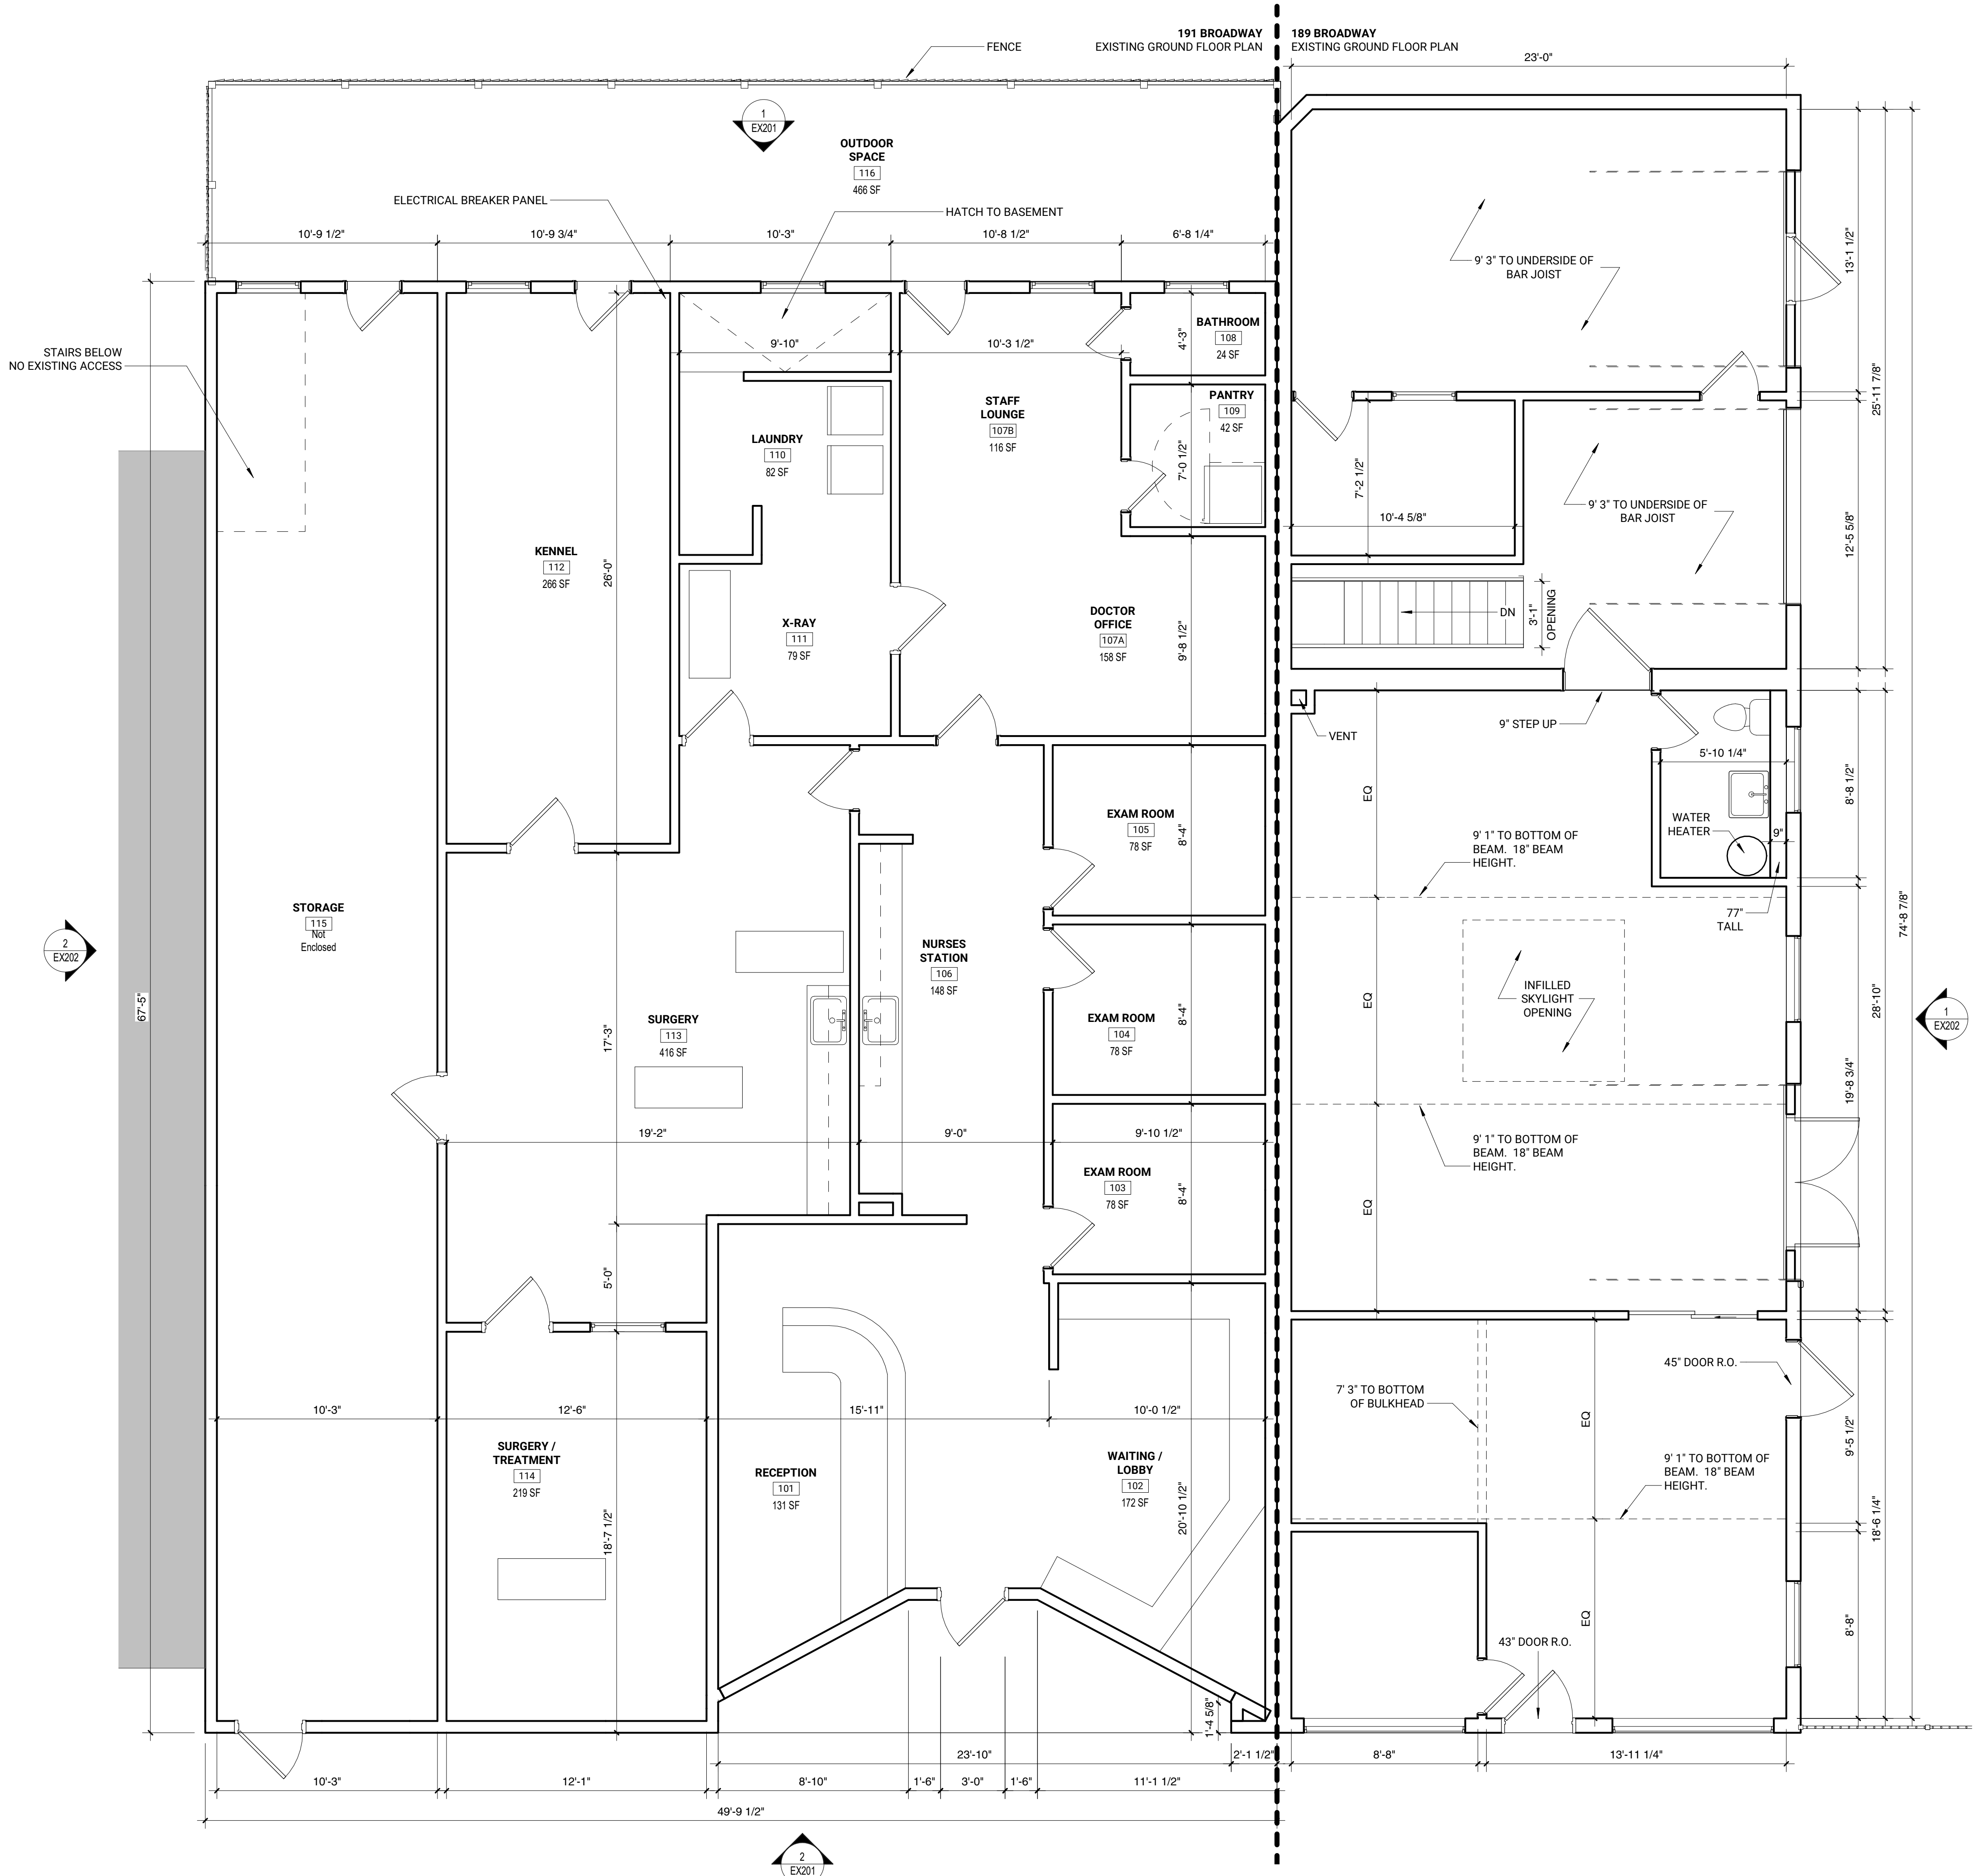 191 BROADWAY
EXISTING GROUND FLOOR PLAN
189 BROADWAY
EXISTING GROUND FLOOR PLAN
FENCE
23'-0"
1
EX201
OUTDOOR
SPACE
116
466 SF
ELECTRICAL BREAKER PANEL
HATCH TO BASEMENT
10'-9 1/2"
10'-9 3/4"
10'-3"
10'-8 1/2"
6'-8 1/4"
STAIRS BELOW
NO EXISTING ACCESS
9'-10"
10'-3 1/2"
4'-3"
BATHROOM
108
24 SF
PANTRY
109
42 SF
7'-0 1/2"
STAFF
LOUNGE
107B
116 SF
LAUNDRY
110
82 SF
KENNEL
112
266 SF
26'-0"
X-RAY
111
79 SF
DOCTOR
OFFICE
107A
158 SF
9'-8 1/2"
EXAM ROOM
105
78 SF
8'-4"
STORAGE
115
Not
Enclosed
NURSES
STATION
106
148 SF
2
EX202
67'-5"
SURGERY
113
416 SF
17'-3"
EXAM ROOM
104
78 SF
8'-4"
19'-2"
9'-0"
9'-10 1/2"
EXAM ROOM
103
78 SF
8'-4"
5'-0"
10'-3"
12'-6"
15'-11"
10'-0 1/2"
SURGERY /
TREATMENT
114
219 SF
18'-7 1/2"
RECEPTION
101
131 SF
WAITING /
LOBBY
102
172 SF
20'-10 1/2"
1'-4 5/8"
23'-10"
2'-1 1/2"
10'-3"
12'-1"
8'-10"
1'-6"
3'-0"
1'-6"
11'-1 1/2"
49'-9 1/2"
2
EX201
9' 3" TO UNDERSIDE OF
BAR JOIST
13'-1 1/2"
25'-11 7/8"
7'-2 1/2"
10'-4 5/8"
9' 3" TO UNDERSIDE OF
BAR JOIST
12'-5 5/8"
DN
3'-1"
OPENING
VENT
9" STEP UP
5'-10 1/4"
WATER
HEATER
9"
8'-8 1/2"
EQ
9' 1" TO BOTTOM OF
BEAM. 18" BEAM
HEIGHT.
77"
TALL
74'-8 7/8"
EQ
INFILLED
SKYLIGHT
OPENING
28'-10"
1
EX202
19'-8 3/4"
9' 1" TO BOTTOM OF
BEAM. 18" BEAM
HEIGHT.
EQ
45" DOOR R.O.
7' 3" TO BOTTOM
OF BULKHEAD
EQ
9'-5 1/2"
9' 1" TO BOTTOM OF
BEAM. 18" BEAM
HEIGHT.
18'-6 1/4"
EQ
8'-8"
43" DOOR R.O.
8'-8"
13'-11 1/4"